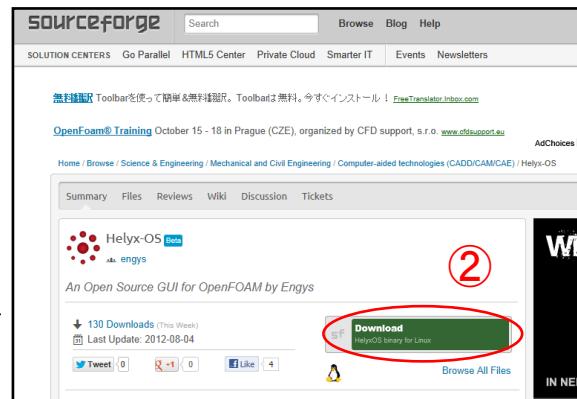 sourceforge Search Browse Blog Help
SOLUTION CENTERS Go Parallel HTML5 Center Private Cloud Smarter IT Events Newsletters
無料翻訳 Toolbarを使って簡単&無料翻訳。Toolbarは無料。今すぐインストール! FreeTranslator.Inbox.com
OpenFoam® Training October 15 - 18 in Prague (CZE), organized by CFD support, s.r.o. www.cfdsupport.eu
AdChoices
Home / Browse / Science & Engineering / Mechanical and Civil Engineering / Computer-aided technologies (CADD/CAM/CAE) / Helyx-OS
Summary Files Reviews Wiki Discussion Tickets
Helyx-OS Beta
engys
②
An Open Source GUI for OpenFOAM by Engys
130 Downloads (This Week)
Last Update: 2012-08-04
sf Download
HelyxOS binary for Linux
Tweet 0 +1 0 Like 4
Browse All Files
IN NE